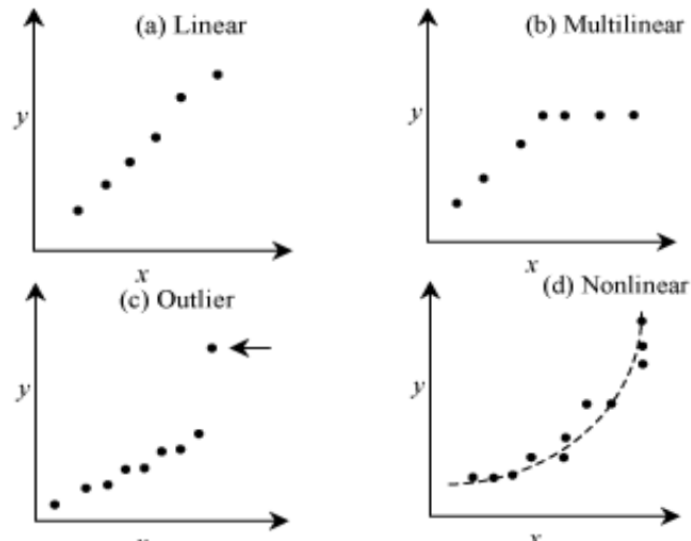 (a) Linear
y
x
(b) Multilinear
y
x
(c) Outlier
y
x
(d) Nonlinear
y
x